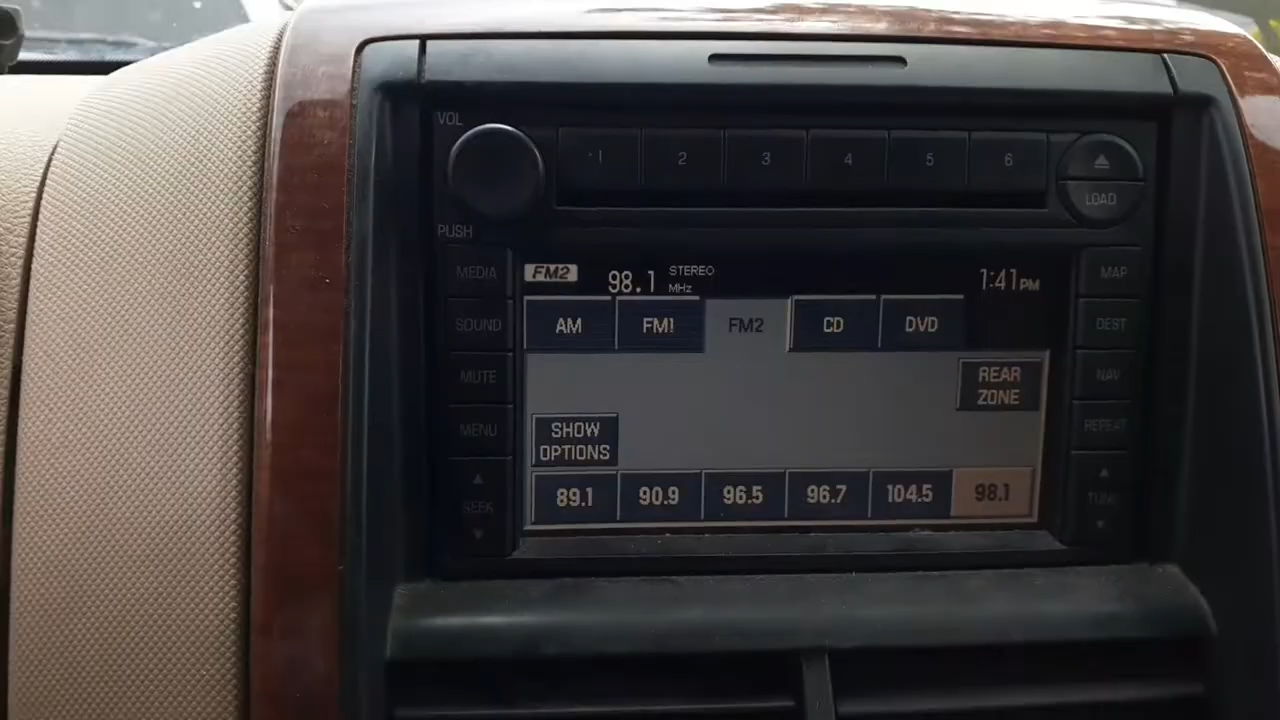 VOL
1 2 3 4 5 6
LOAD
PUSH
MEDIA FM2 98.1 STEREO MHz 1:41PM MAP
SOUND AM FM1 FM2 CD DVD DEST
MUTE REAR ZONE NAV
MENU SHOW OPTIONS REPEAT
SEEK 89.1 90.9 96.5 96.7 104.5 98.1 TUNE